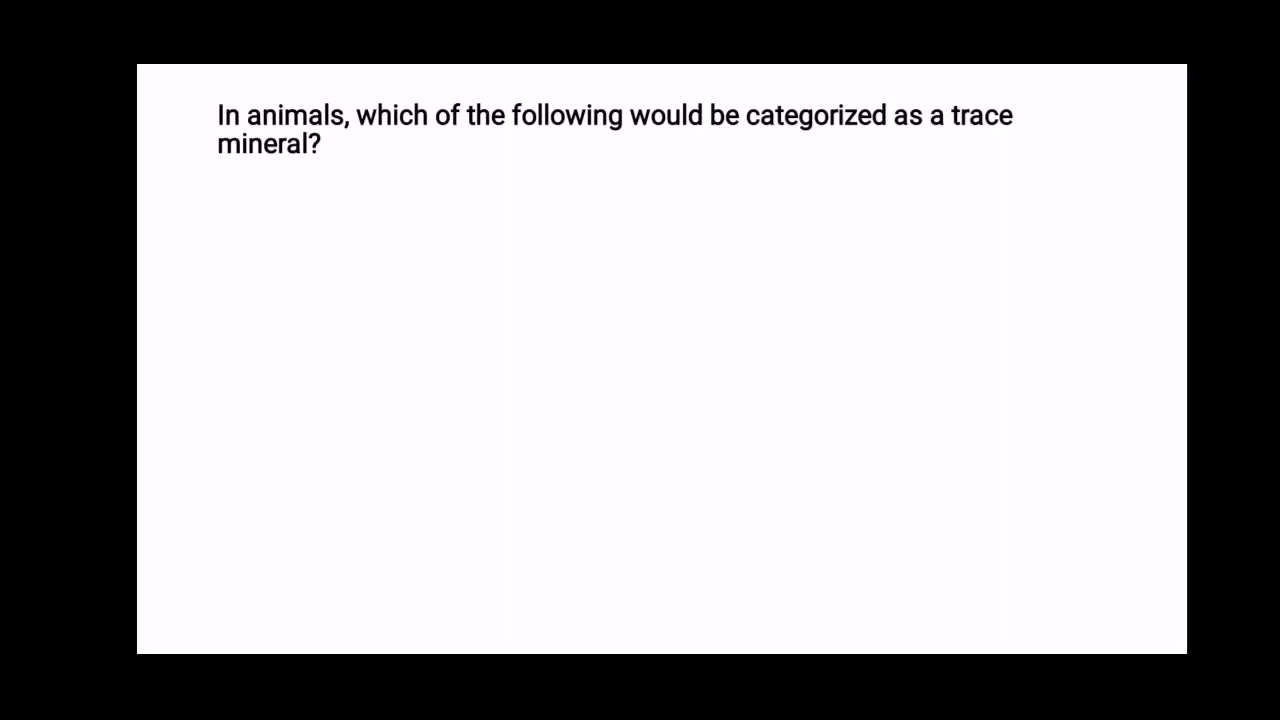 In animals, which of the following would be categorized as a trace
mineral?